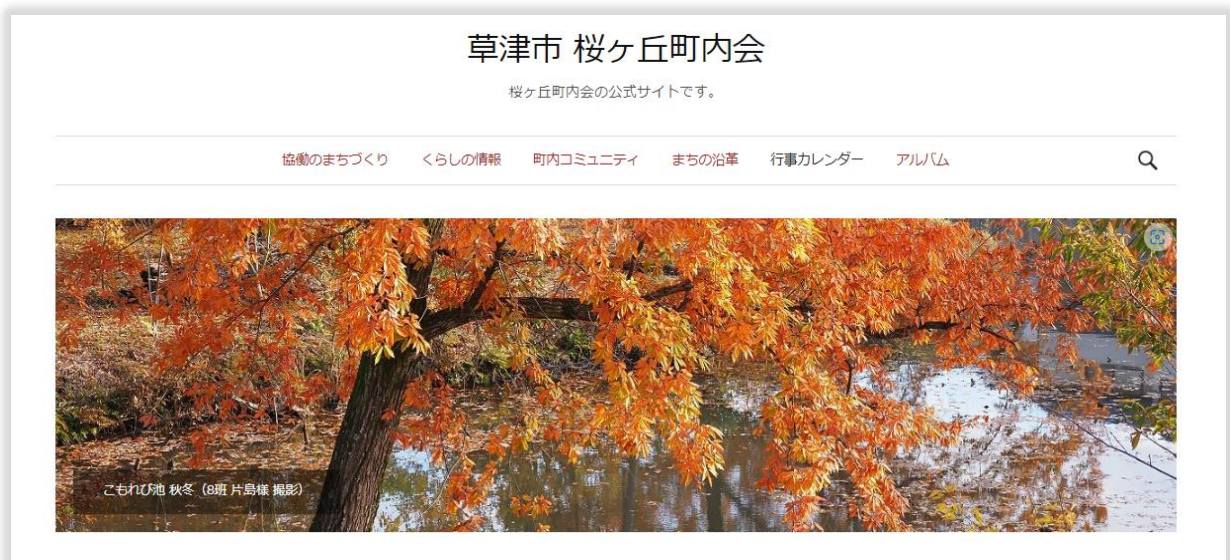 草津市 桜ヶ丘町内会
桜ヶ丘町内会の公式サイトです。
協働のまちづくり くらしの情報 町内コミュニティ まちの沿革 行事カレンダー アルバム
こもれび池 秋冬（8班 片島様 撮影）